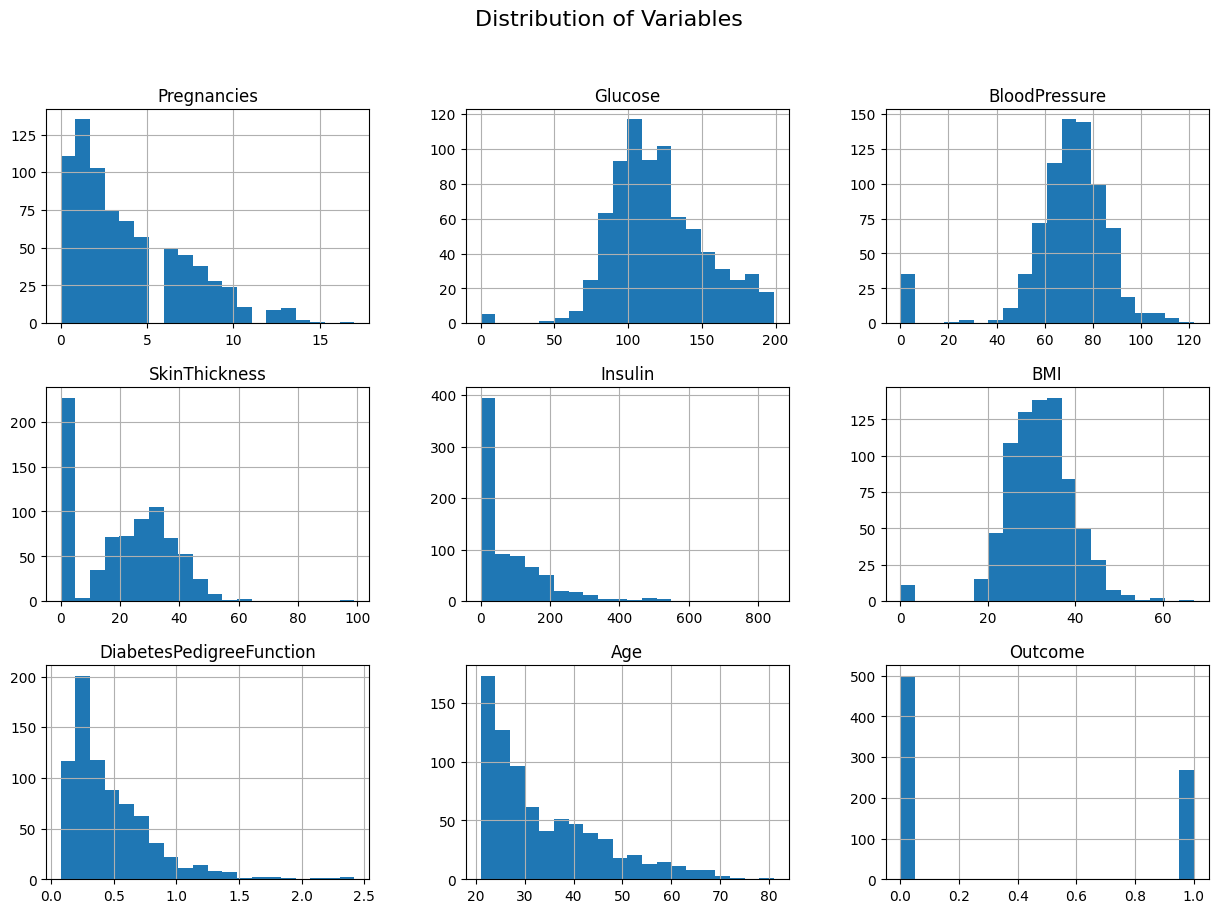 Distribution of Variables
Pregnancies Glucose BloodPressure
125 120 150
100 100 125
75 80 100
50 60 75
25 40 50
0 20 25
0 0
0 5 10 15 0 50 100 150 200 0 20 40 60 80 100 120
SkinThickness Insulin BMI
200 400 125
150 300 100
100 200 75
50 100 50
0 0 25
0
0 20 40 60 80 100 0 200 400 600 800 0 20 40 60
DiabetesPedigreeFunction Age Outcome
200 150 500
150 100 400
100 50 300
50 0 200
0 100
0
0.0 0.5 1.0 1.5 2.0 2.5 20 30 40 50 60 70 80 0.0 0.2 0.4 0.6 0.8 1.0